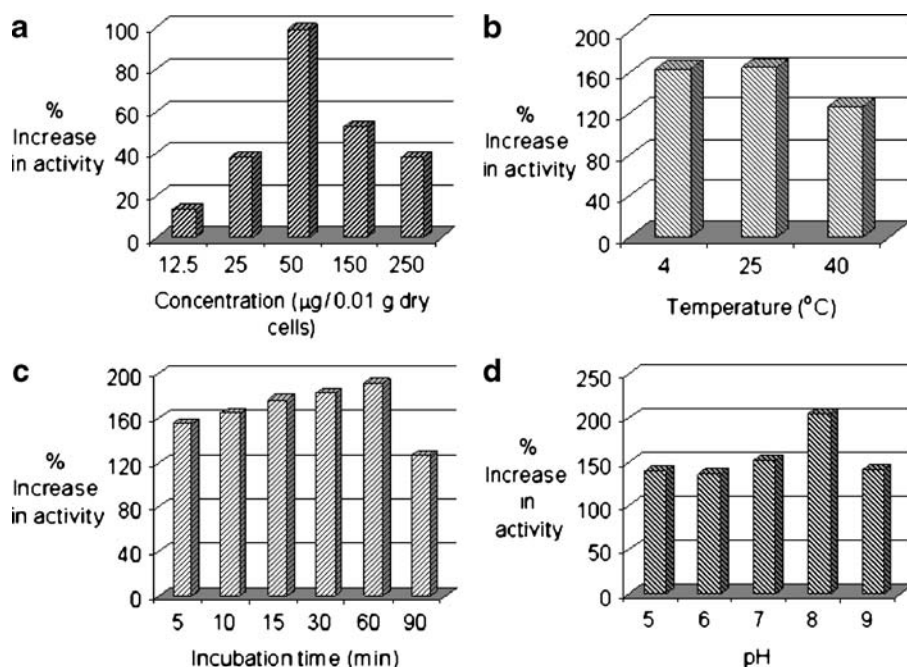 a
100
80
60
40
20
0
%
Increase
in activity
12.5 25 50 150 250
Concentration (µg/0.01 g dry
cells)
b
200
160
120
80
40
0
%
Increase
in activity
4 25 40
Temperature (°C)
c
200
160
120
80
40
0
%
Increase
in activity
5 10 15 30 60 90
Incubation time (min)
d
250
200
150
100
50
0
%
Increase
in
activity
5 6 7 8 9
pH